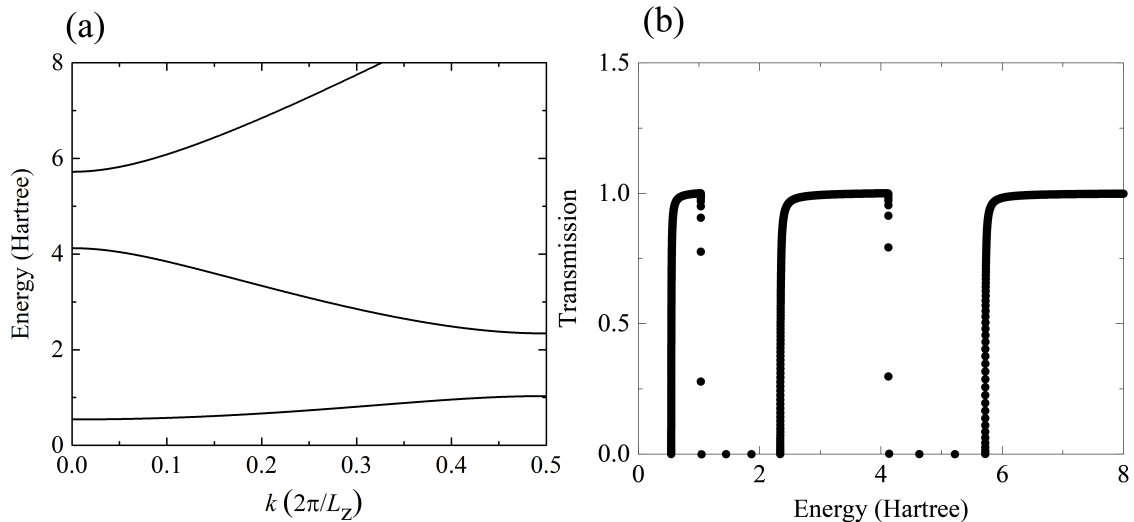 (a)
8
6
4
2
0
0.0 0.1 0.2 0.3 0.4 0.5
Energy (Hartree)
k (2π/L_Z)
(b)
1.5
1.0
0.5
0.0
0 2 4 6 8
Transmission
Energy (Hartree)